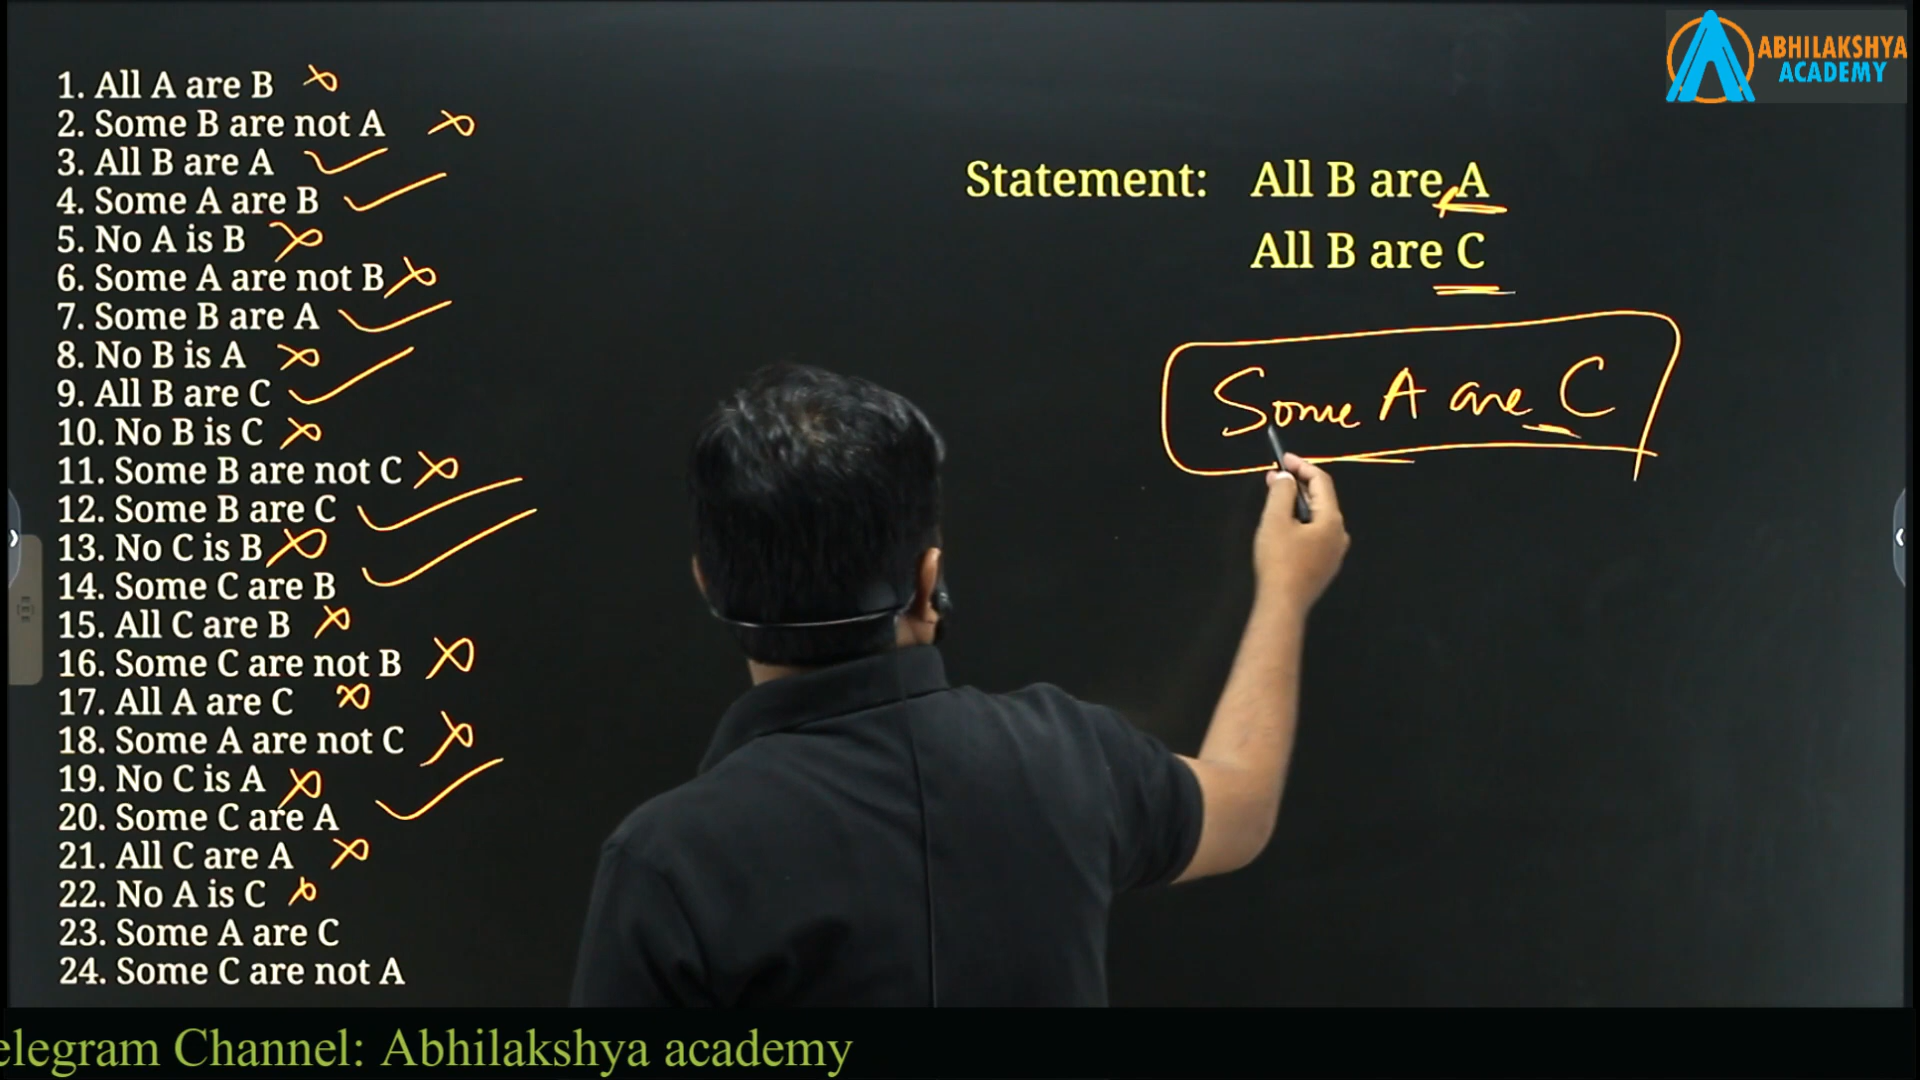 ABHILAKSHYA
ACADEMY
1. All A are B
2. Some B are not A
3. All B are A
4. Some A are B
5. No A is B
6. Some A are not B
7. Some B are A
8. No B is A
9. All B are C
10. No B is C
11. Some B are not C
12. Some B are C
13. No C is B
14. Some C are B
15. All C are B
16. Some C are not B
17. All A are C
18. Some A are not C
19. No C is A
20. Some C are A
21. All C are A
22. No A is C
23. Some A are C
24. Some C are not A
Statement: All B are A
All B are C
Some A are C
elegram Channel: Abhilakshya academy